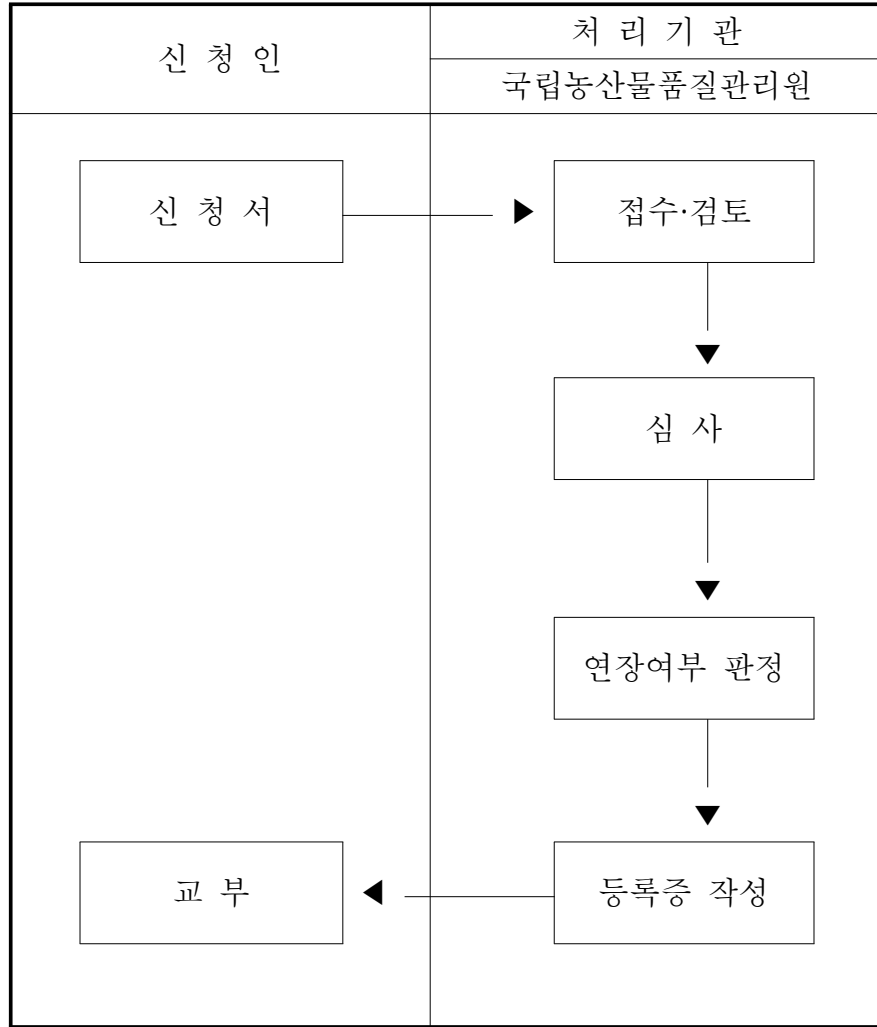 신 청 인
처 리 기 관
국립농산물품질관리원
신 청 서
접수·검토
심 사
연장여부 판정
등록증 작성
교 부